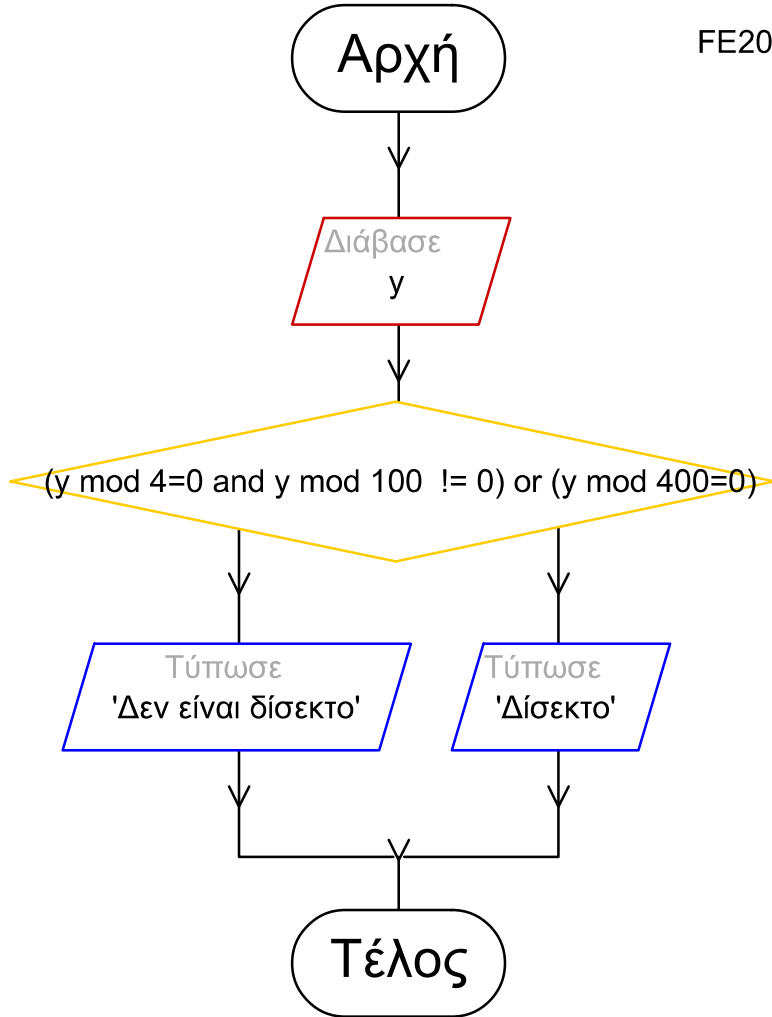 Αρχή
FE20
Διάβασε
y
(y mod 4=0 and y mod 100  != 0) or (y mod 400=0)
Τύπωσε
'Δεν είναι δίσεκτο'
Τύπωσε
'Δίσεκτο'
Τέλος